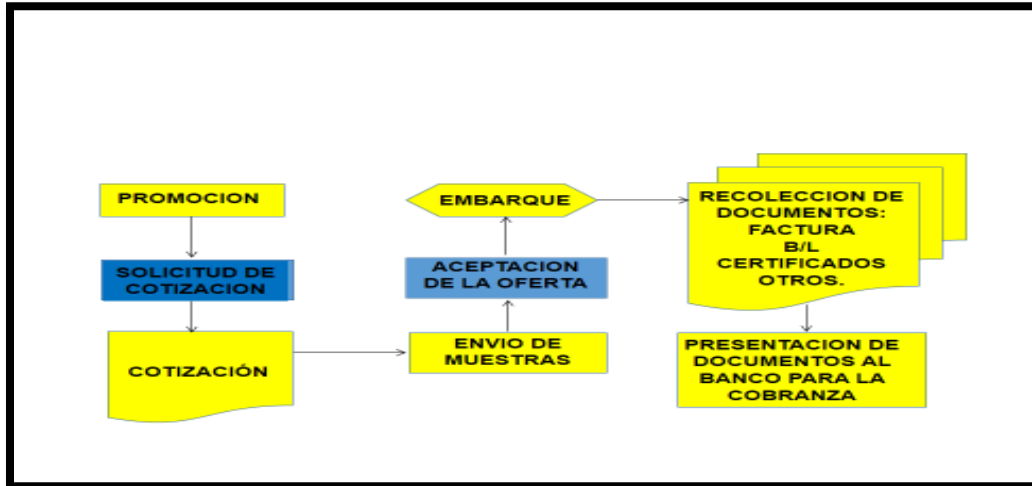 PROMOCION
SOLICITUD DE
COTIZACION
COTIZACIÓN
ENVIO DE
MUESTRAS
ACEPTACION
DE LA OFERTA
EMBARQUE
RECOLECCION DE
DOCUMENTOS:
FACTURA
B/L
CERTIFICADOS
OTROS.
PRESENTACION DE
DOCUMENTOS AL
BANCO PARA LA
COBRANZA